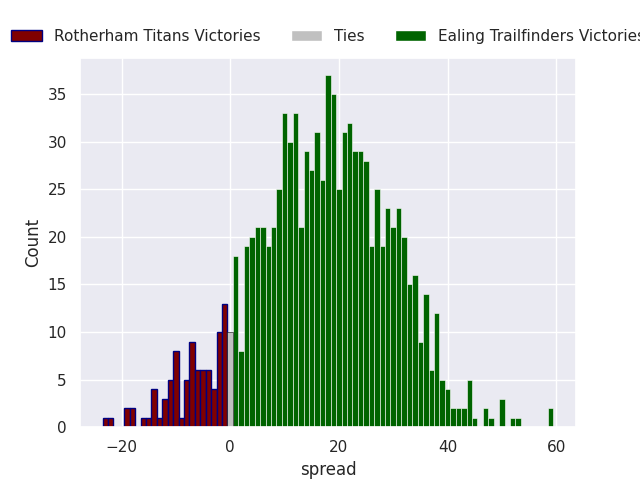 Rotherham Titans Victories Ties Ealing Trailfinders Victories
35
30
25
20
15
10
5
0
Count
−20 0 20 40 60
spread